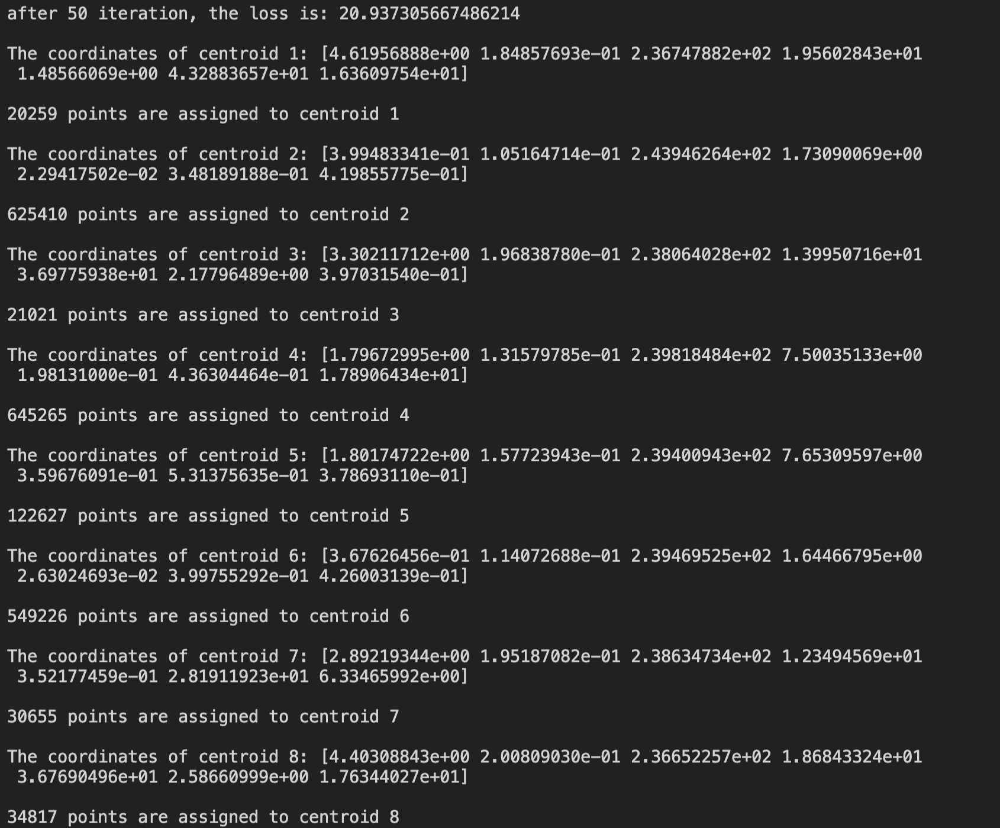 after 50 iteration, the loss is: 20.937305667486214
The coordinates of centroid 1: [4.61956888e+00 1.84857693e-01 2.36747882e+02 1.95602843e+01
1.48566069e+00 4.32883657e+01 1.63609754e+01]
20259 points are assigned to centroid 1
The coordinates of centroid 2: [3.99483341e-01 1.05164714e-01 2.43946264e+02 1.73090069e+00
2.29417502e-02 3.48189188e-01 4.19855775e-01]
625410 points are assigned to centroid 2
The coordinates of centroid 3: [3.30211712e+00 1.96838780e-01 2.38064028e+02 1.39950716e+01
3.69775938e+01 2.17796489e+00 3.97031540e-01]
21021 points are assigned to centroid 3
The coordinates of centroid 4: [1.79672995e+00 1.31579785e-01 2.39818484e+02 7.50035133e+00
1.98131000e-01 4.36304464e-01 1.78906434e+01]
645265 points are assigned to centroid 4
The coordinates of centroid 5: [1.80174722e+00 1.57723943e-01 2.39400943e+02 7.65309597e+00
3.59676091e-01 5.31375635e-01 3.78693110e-01]
122627 points are assigned to centroid 5
The coordinates of centroid 6: [3.67626456e-01 1.14072688e-01 2.39469525e+02 1.64466795e+00
2.63024693e-02 3.99755292e-01 4.26003139e-01]
549226 points are assigned to centroid 6
The coordinates of centroid 7: [2.89219344e+00 1.95187082e-01 2.38634734e+02 1.23494569e+01
3.52177459e-01 2.81911923e+01 6.33465992e+00]
30655 points are assigned to centroid 7
The coordinates of centroid 8: [4.40308843e+00 2.00809030e-01 2.36652257e+02 1.86843324e+01
3.67690496e+01 2.58660999e+00 1.76344027e+01]
34817 points are assigned to centroid 8